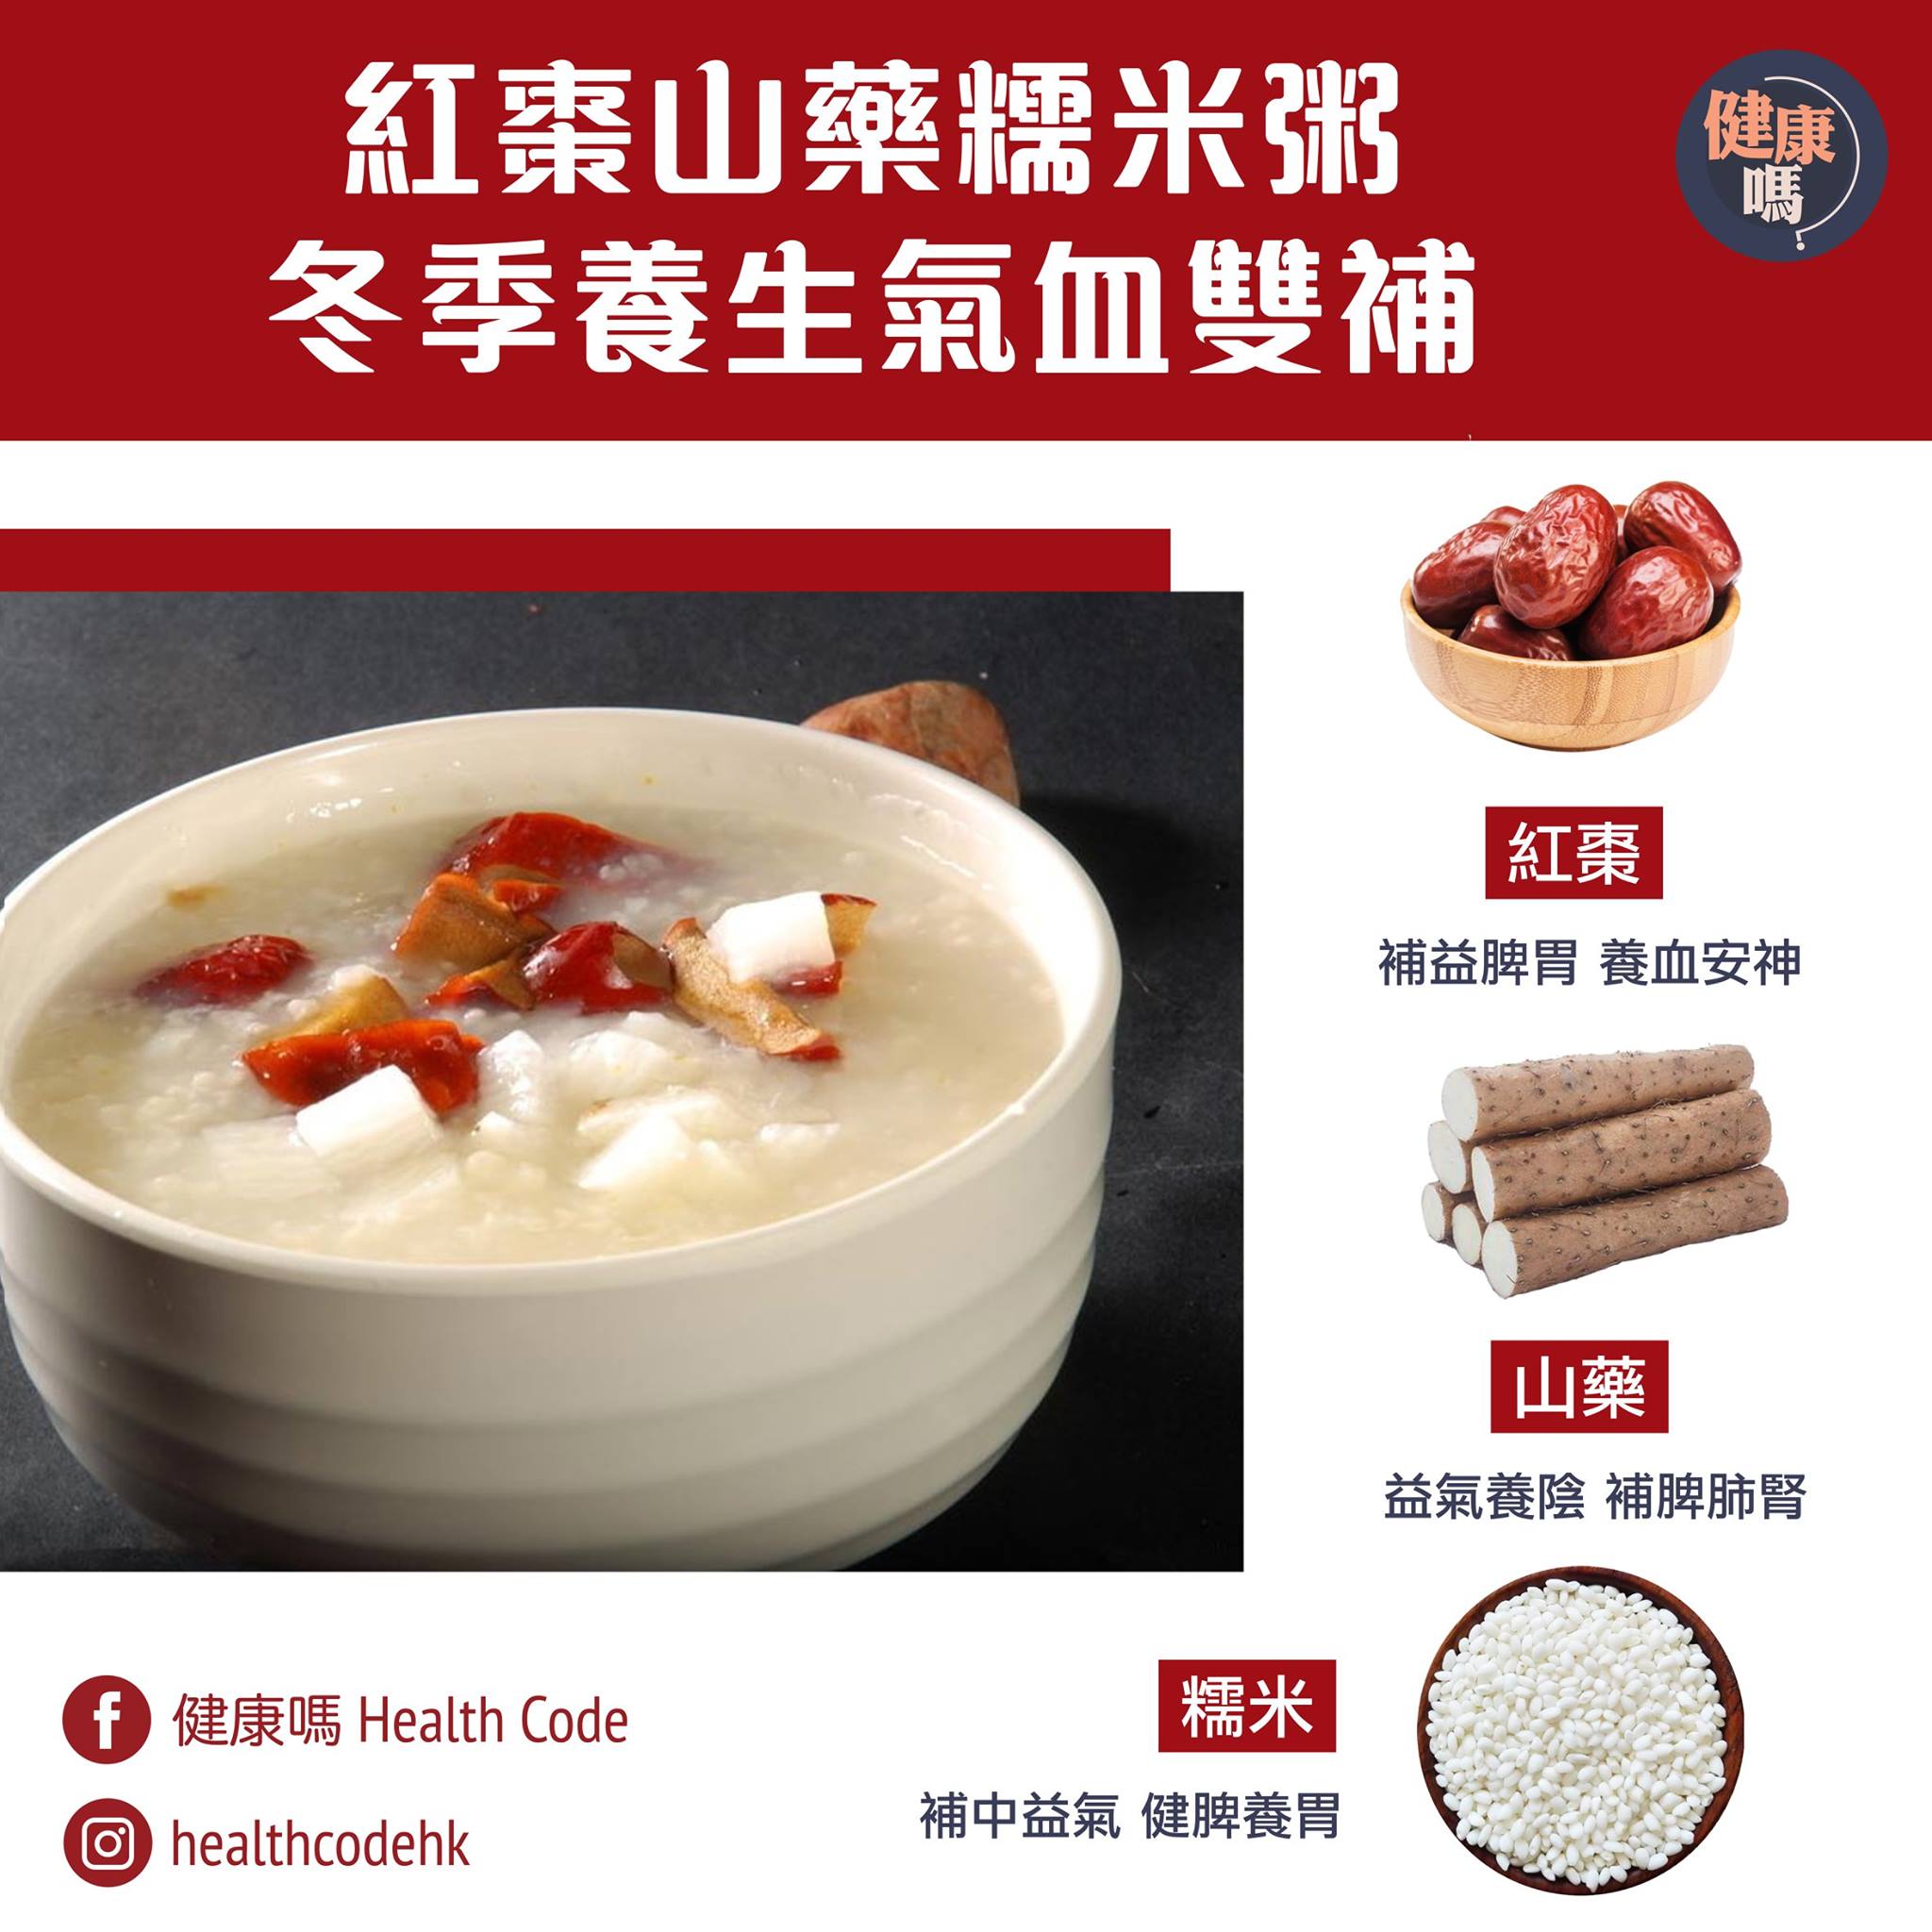 紅棗山藥糯米粥
冬季養生氣血雙補
健康
嗎
紅棗
補益脾胃 養血安神
山藥
益氣養陰 補脾肺腎
糯米
補中益氣 健脾養胃
健康嗎 Health Code
healthcodehk